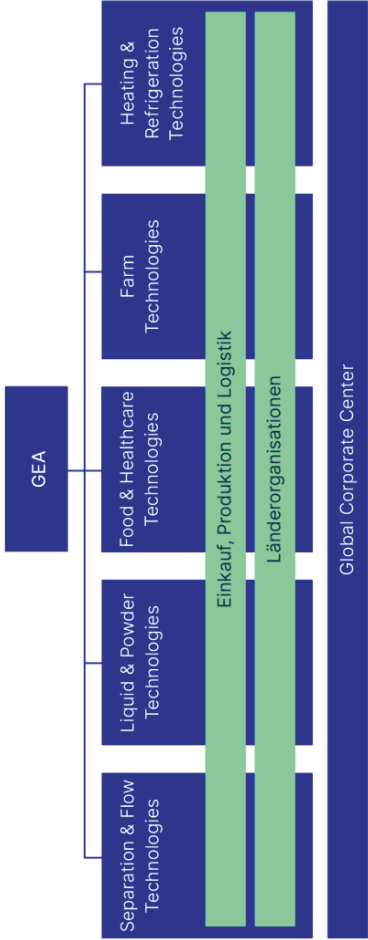 GEA
Separation & Flow
Technologies
Liquid & Powder
Technologies
Food & Healthcare
Technologies
Farm
Technologies
Heating &
Refrigeration
Technologies
Einkauf, Produktion und Logistik
Länderorganisationen
Global Corporate Center